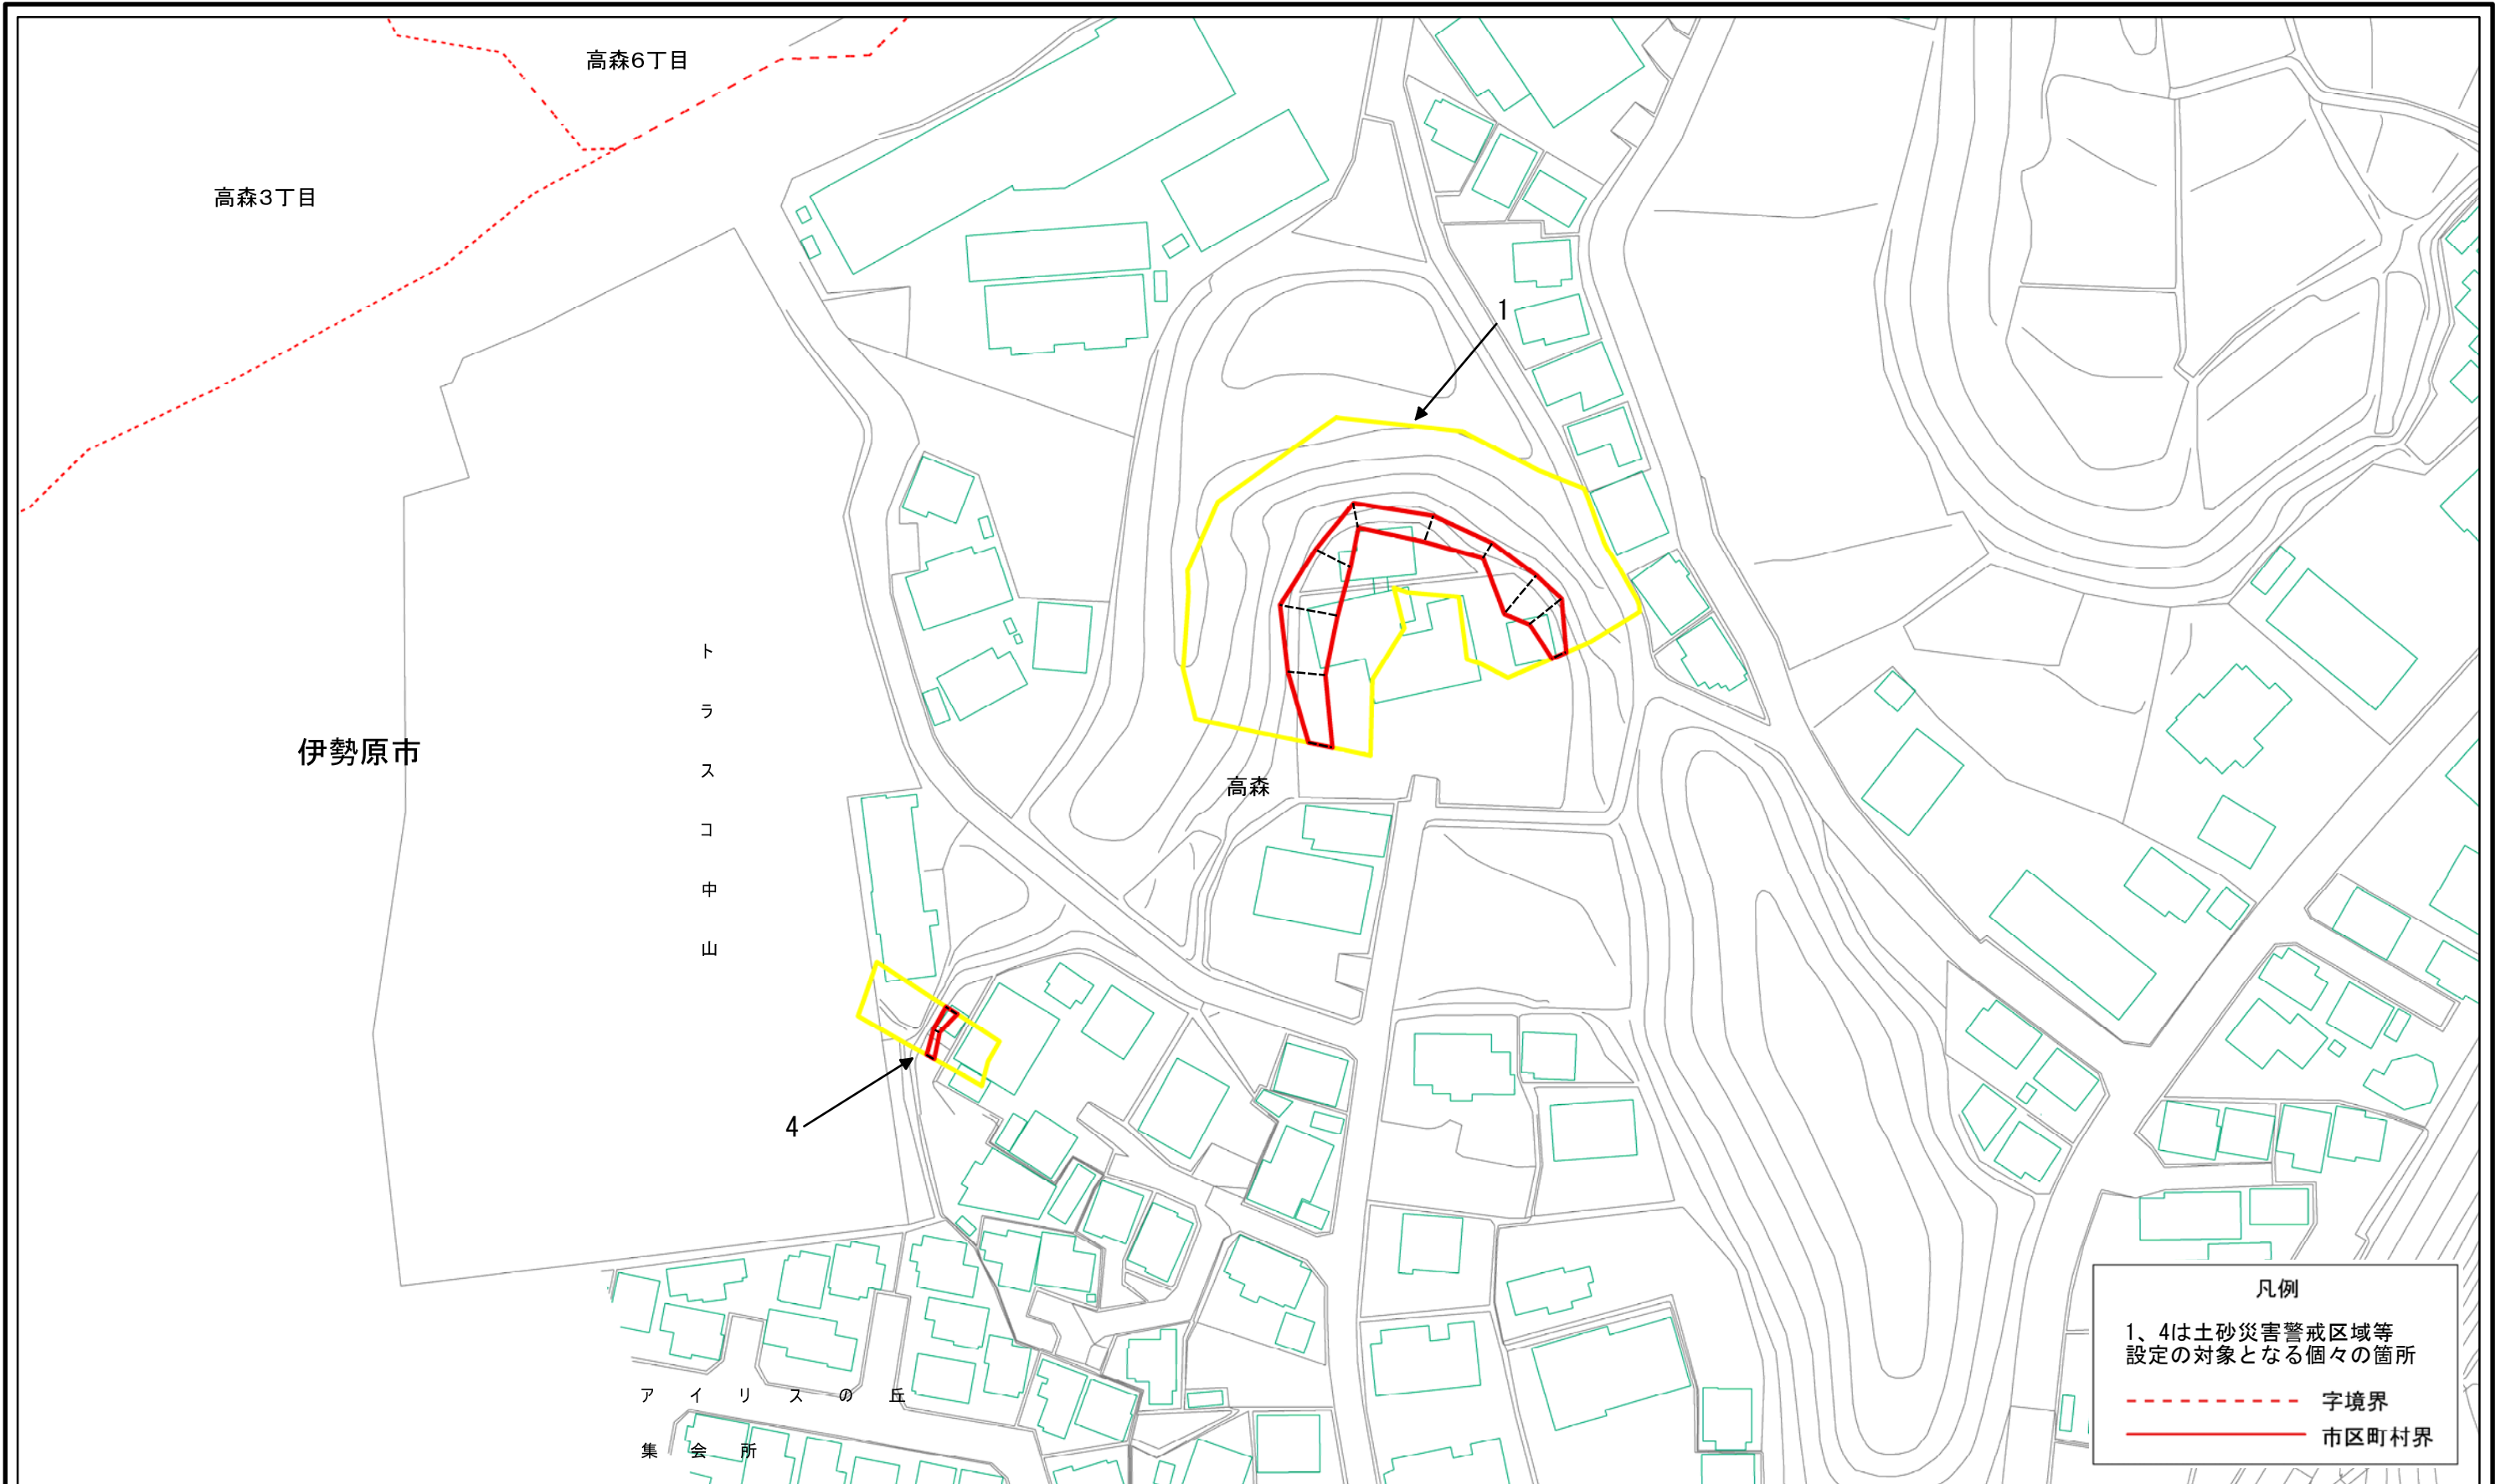 高森6丁目
高森3丁目
1
トラスコ中山
伊勢原市
高森
4
アイリスの丘
集会所
凡例
1、4は土砂災害警戒区域等
設定の対象となる個々の箇所
字境界
市区町村界